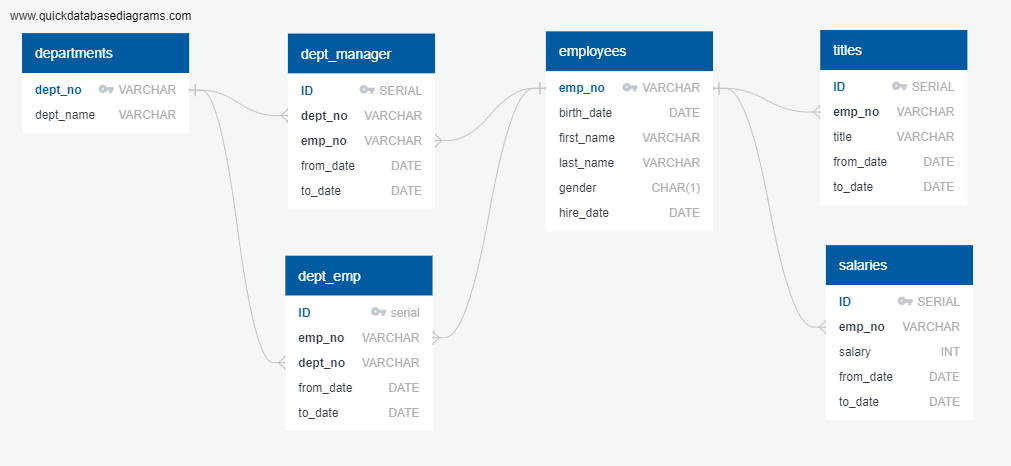 www.quickdatabasediagrams.com
departments
dept_no VARCHAR
dept_name VARCHAR
dept_manager
ID SERIAL
dept_no VARCHAR
emp_no VARCHAR
from_date DATE
to_date DATE
dept_emp
ID serial
emp_no VARCHAR
dept_no VARCHAR
from_date DATE
to_date DATE
employees
emp_no VARCHAR
birth_date DATE
first_name VARCHAR
last_name VARCHAR
gender CHAR(1)
hire_date DATE
titles
ID SERIAL
emp_no VARCHAR
title VARCHAR
from_date DATE
to_date DATE
salaries
ID SERIAL
emp_no VARCHAR
salary INT
from_date DATE
to_date DATE